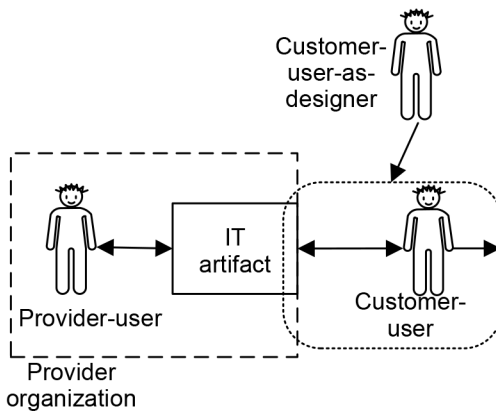 Customer-
user-as-
designer
IT
artifact
Provider-user
Customer-
user
Provider
organization